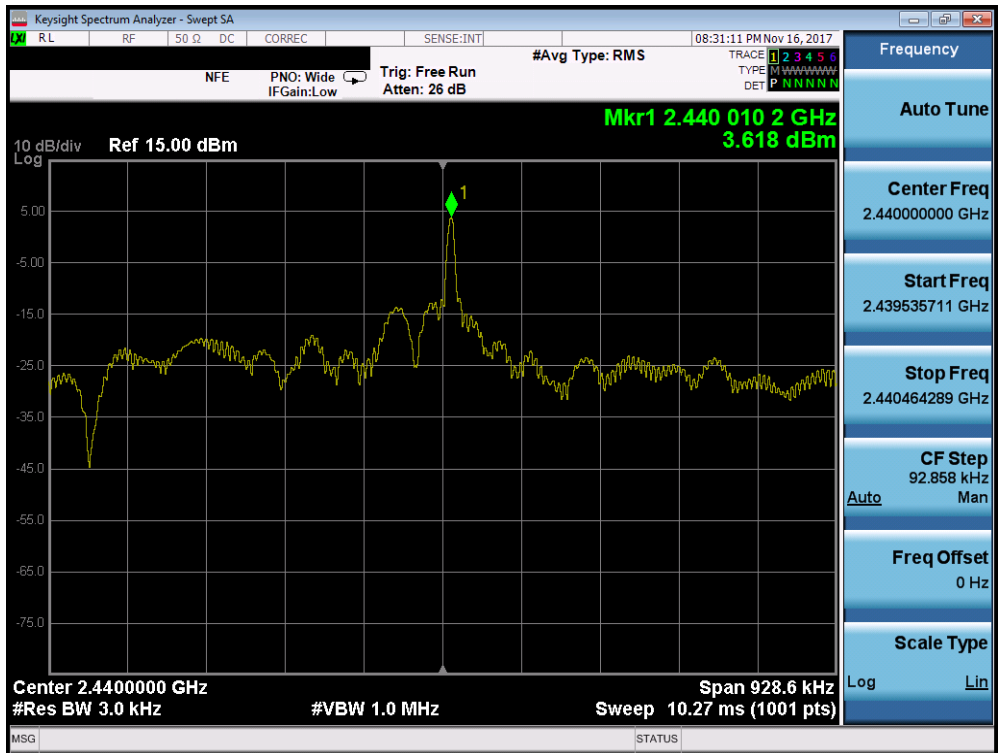 Keysight Spectrum Analyzer - Swept SA
LXI RL RF 50 Ω DC CORREC SENSE:INT 08:31:11 PM Nov 16, 2017
#Avg Type: RMS TRACE 1 2 3 4 5 6
NFE PNO: Wide Trig: Free Run TYPE M W W W W W
IFGain:Low Atten: 26 dB DET P N N N N N
Mkr1 2.440 010 2 GHz
3.618 dBm
10 dB/div Ref 15.00 dBm
Log
1
5.00
-5.00
-15.0
-25.0
-35.0
-45.0
-55.0
-65.0
-75.0
Center 2.4400000 GHz Span 928.6 kHz
#Res BW 3.0 kHz #VBW 1.0 MHz Sweep 10.27 ms (1001 pts)
MSG STATUS
Frequency
Auto Tune
Center Freq
2.440000000 GHz
Start Freq
2.439535711 GHz
Stop Freq
2.440464289 GHz
CF Step
92.858 kHz
Auto Man
Freq Offset
0 Hz
Scale Type
Log Lin